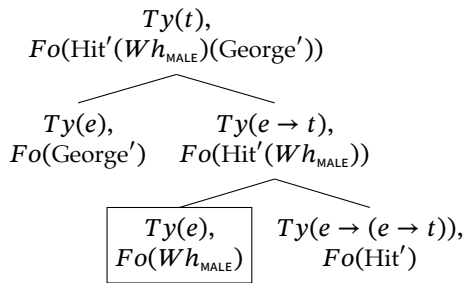 Ty(t),
Fo(Hit′(Wh_MALE)(George′))
Ty(e), Ty(e → t),
Fo(George′) Fo(Hit′(Wh_MALE))
Ty(e), Ty(e → (e → t)),
Fo(Wh_MALE) Fo(Hit′)